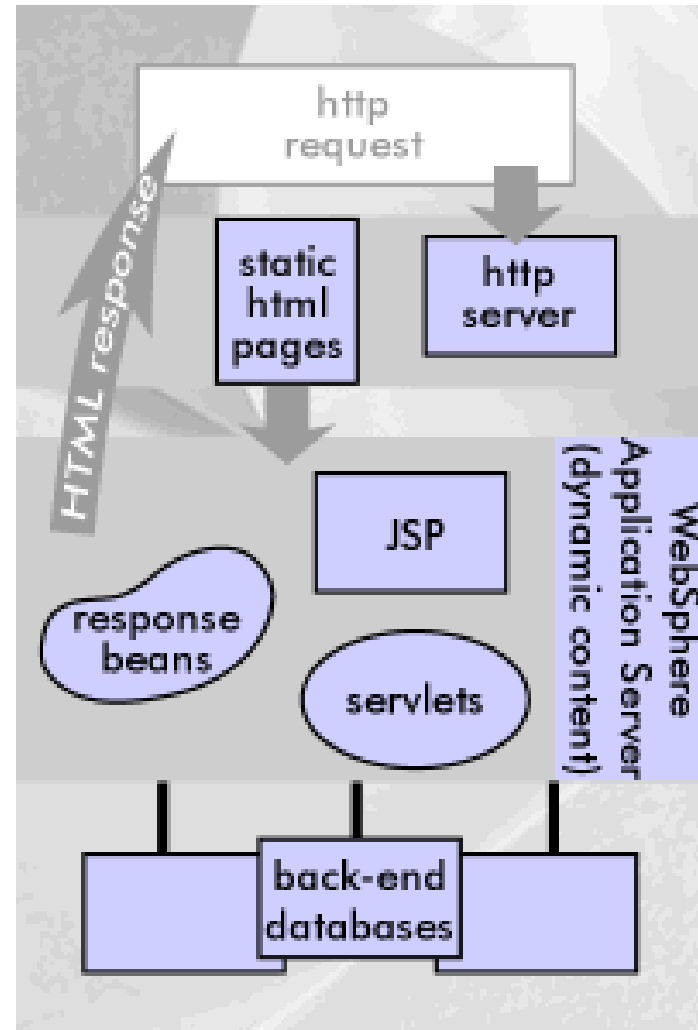 http
request
HTML response
static
html
pages
http
server
JSP
WebSphere
Application Server
(dynamic content)
response
beans
servlets
back-end
databases